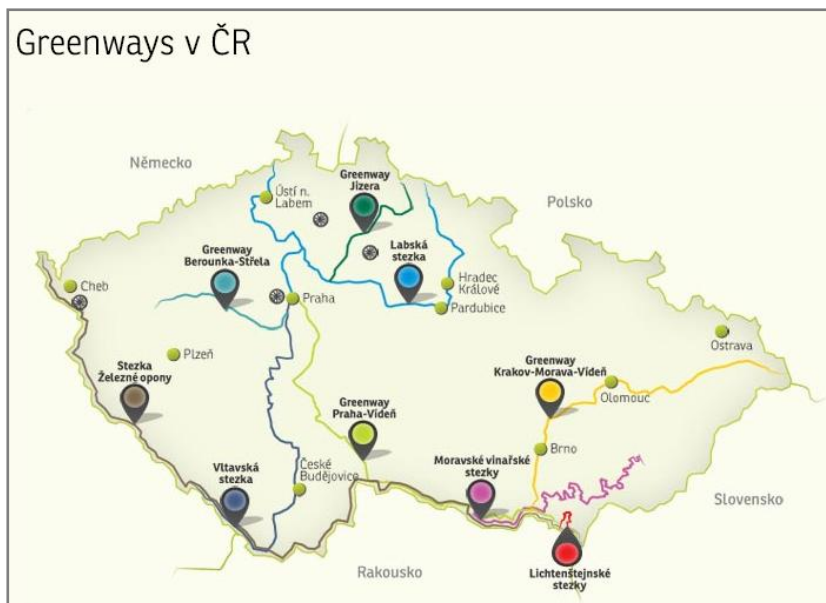 Greenways v ČR
Německo
Ústí n.
Labem
Greenway
Jizera
Polsko
Greenway
Berounka-Střela
Labská
stezka
Cheb
Hradec
Králové
Praha
Pardubice
Ostrava
Plzeň
Stezka
Železné opony
Greenway
Krakov-Morava-Vídeň
Olomouc
Greenway
Praha-Vídeň
Brno
Vltavská
stezka
České
Budějovice
Moravské vinařské
stezky
Slovensko
Rakousko
Lichtenštejnské
stezky